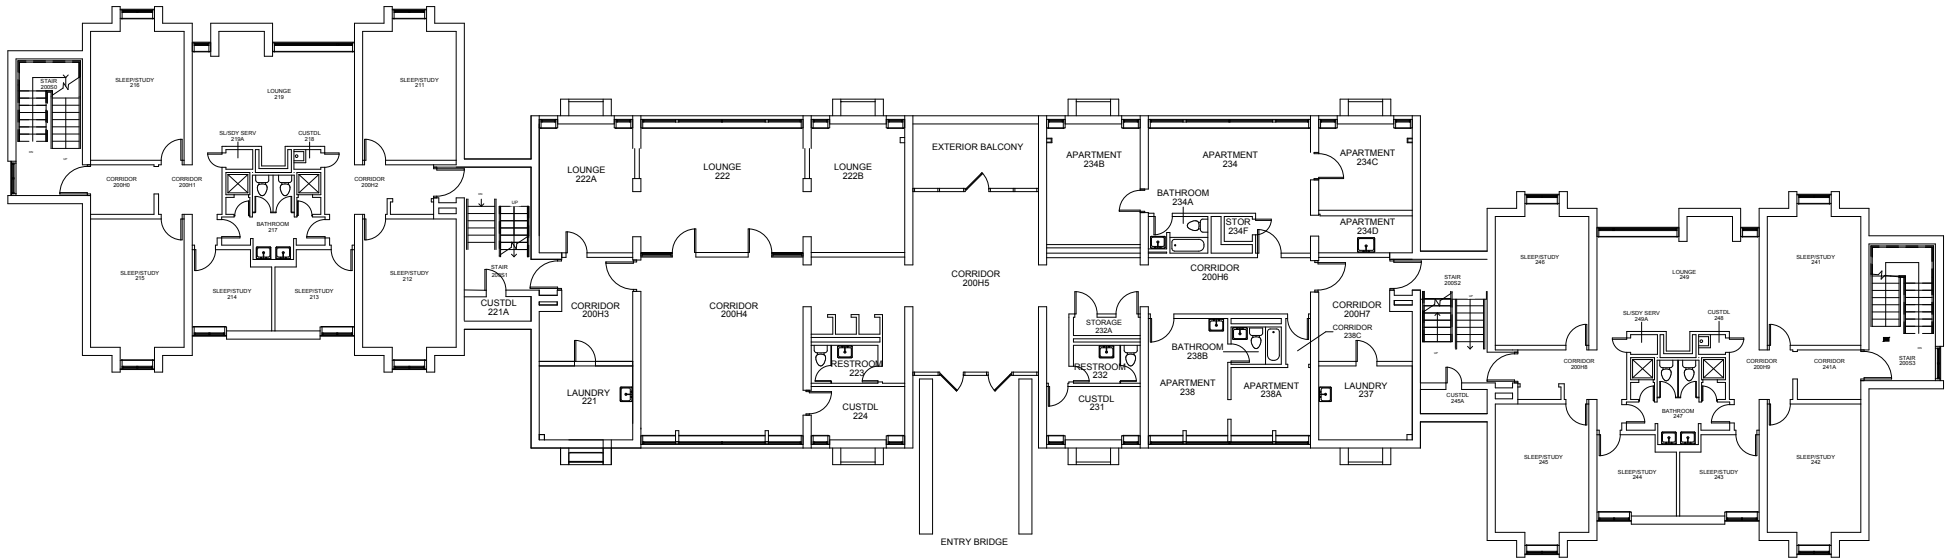 STAIR
200S0
SLEEP/STUDY
216
LOUNGE
219
SLEEP/STUDY
211
SL/SDY SERV
219A
CUSTDL
218
CORRIDOR
200H0
CORRIDOR
200H1
CORRIDOR
200H2
BATHROOM
217
SLEEP/STUDY
215
SLEEP/STUDY
214
SLEEP/STUDY
213
SLEEP/STUDY
212
UP
STAIR
200S1
CUSTDL
221A
LOUNGE
222A
LOUNGE
222
LOUNGE
222B
EXTERIOR BALCONY
CORRIDOR
200H3
CORRIDOR
200H4
CORRIDOR
200H5
LAUNDRY
221
RESTROOM
223
CUSTDL
224
ENTRY BRIDGE
APARTMENT
234B
APARTMENT
234
APARTMENT
234C
BATHROOM
234A
STOR
234F
APARTMENT
234D
CORRIDOR
200H6
STORAGE
232A
RESTROOM
232
CUSTDL
231
BATHROOM
238B
CORRIDOR
238C
APARTMENT
238
APARTMENT
238A
CORRIDOR
200H7
LAUNDRY
237
STAIR
200S2
CUSTDL
245A
SLEEP/STUDY
246
LOUNGE
249
SLEEP/STUDY
241
SL/SDY SERV
249A
CUSTDL
248
CORRIDOR
200H8
CORRIDOR
200H9
CORRIDOR
241A
STAIR
200S3
BATHROOM
247
SLEEP/STUDY
245
SLEEP/STUDY
244
SLEEP/STUDY
243
SLEEP/STUDY
242